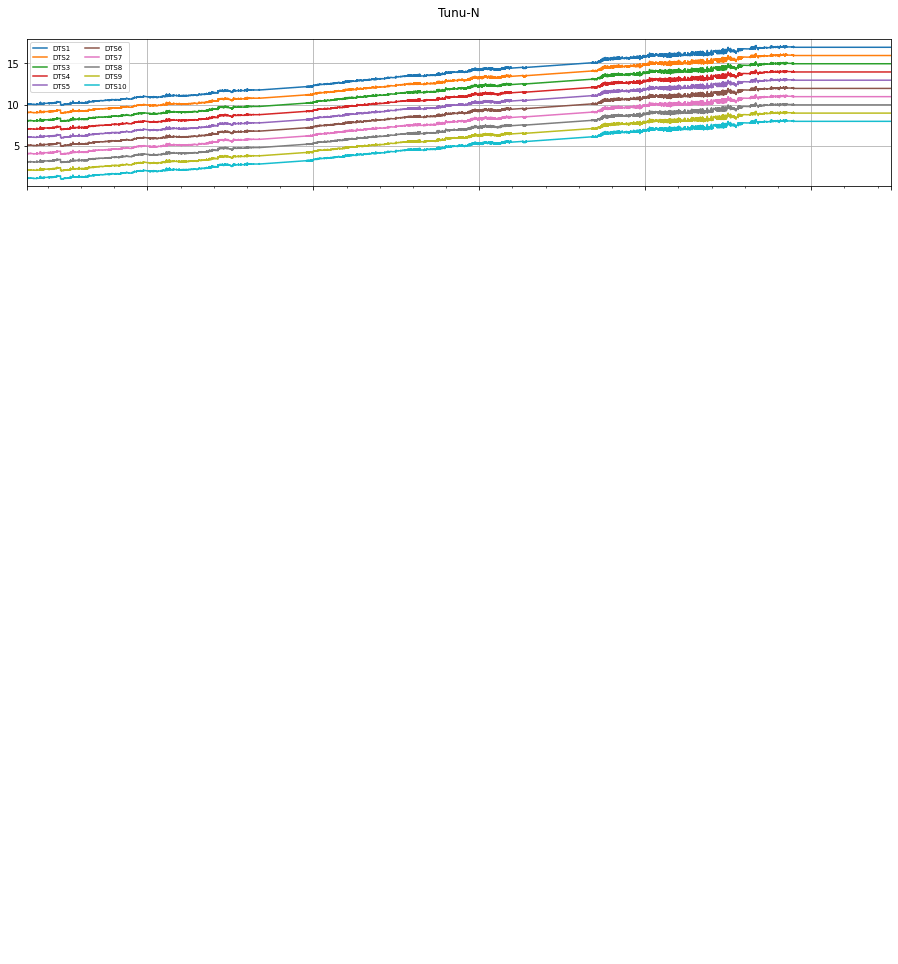 Tunu-N
15
10
5
DTS1 DTS6
DTS2 DTS7
DTS3 DTS8
DTS4 DTS9
DTS5 DTS10